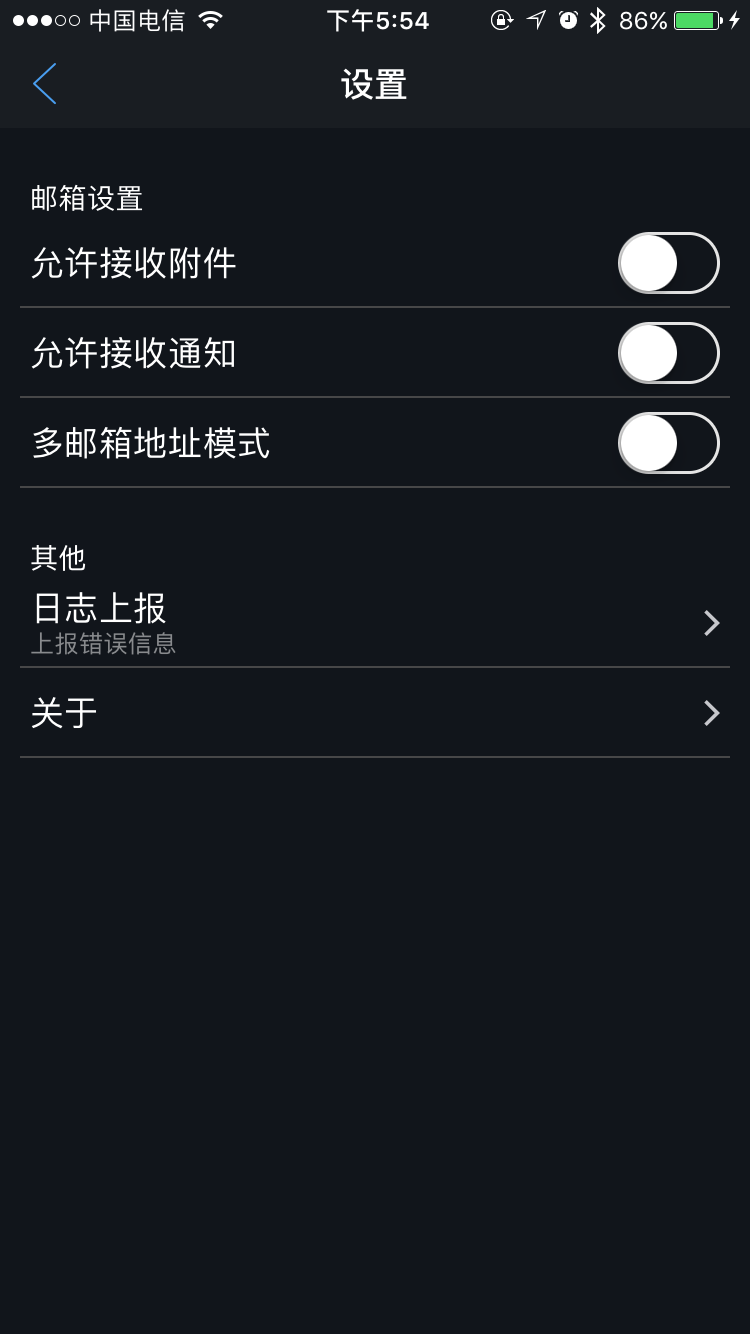 中国电信 下午5:54 86%
设置
邮箱设置
允许接收附件
允许接收通知
多邮箱地址模式
其他
日志上报
上报错误信息
关于